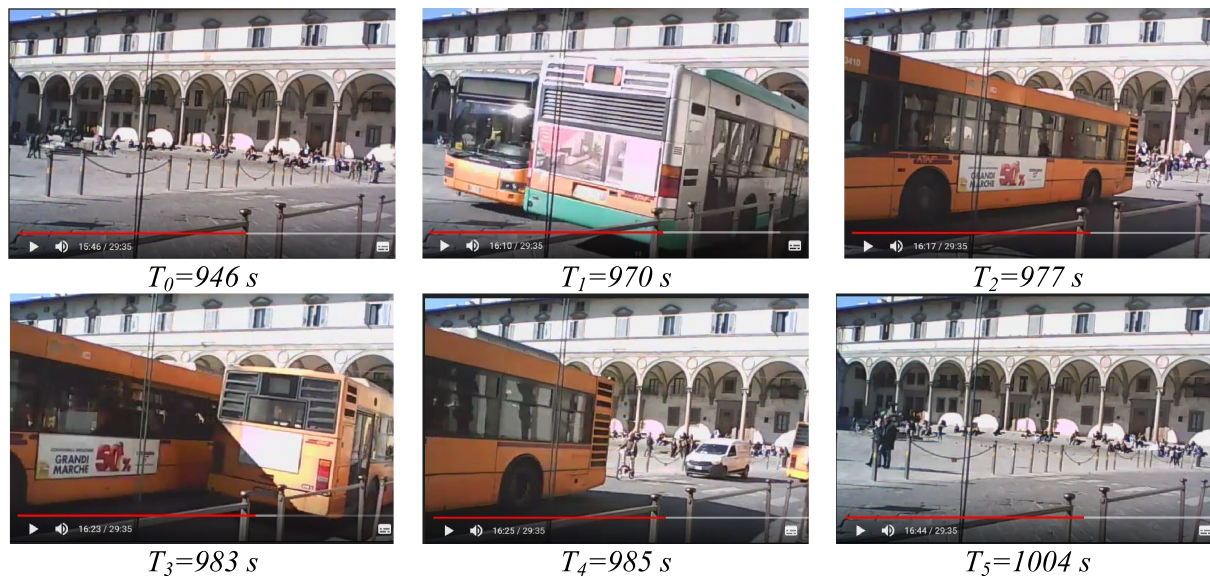 15:46 / 29:35
16:10 / 29:35
3410
ATAF
GRANDI
MARCHE
50%
16:17 / 29:35
T₀=946 s
T₁=970 s
T₂=977 s
GRANDI
MARCHE
50%
16:23 / 29:35
16:25 / 29:35
16:44 / 29:35
T₃=983 s
T₄=985 s
T₅=1004 s